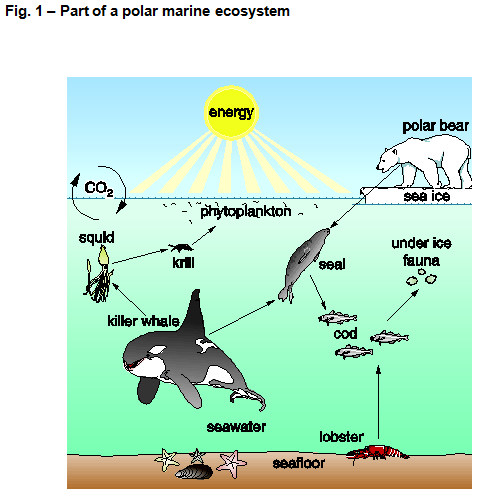 Fig. 1 – Part of a polar marine ecosystem
energy
polar bear
CO₂
sea ice
phytoplankton
squid
krill
seal
under ice
fauna
killer whale
cod
seawater
lobster
seafloor